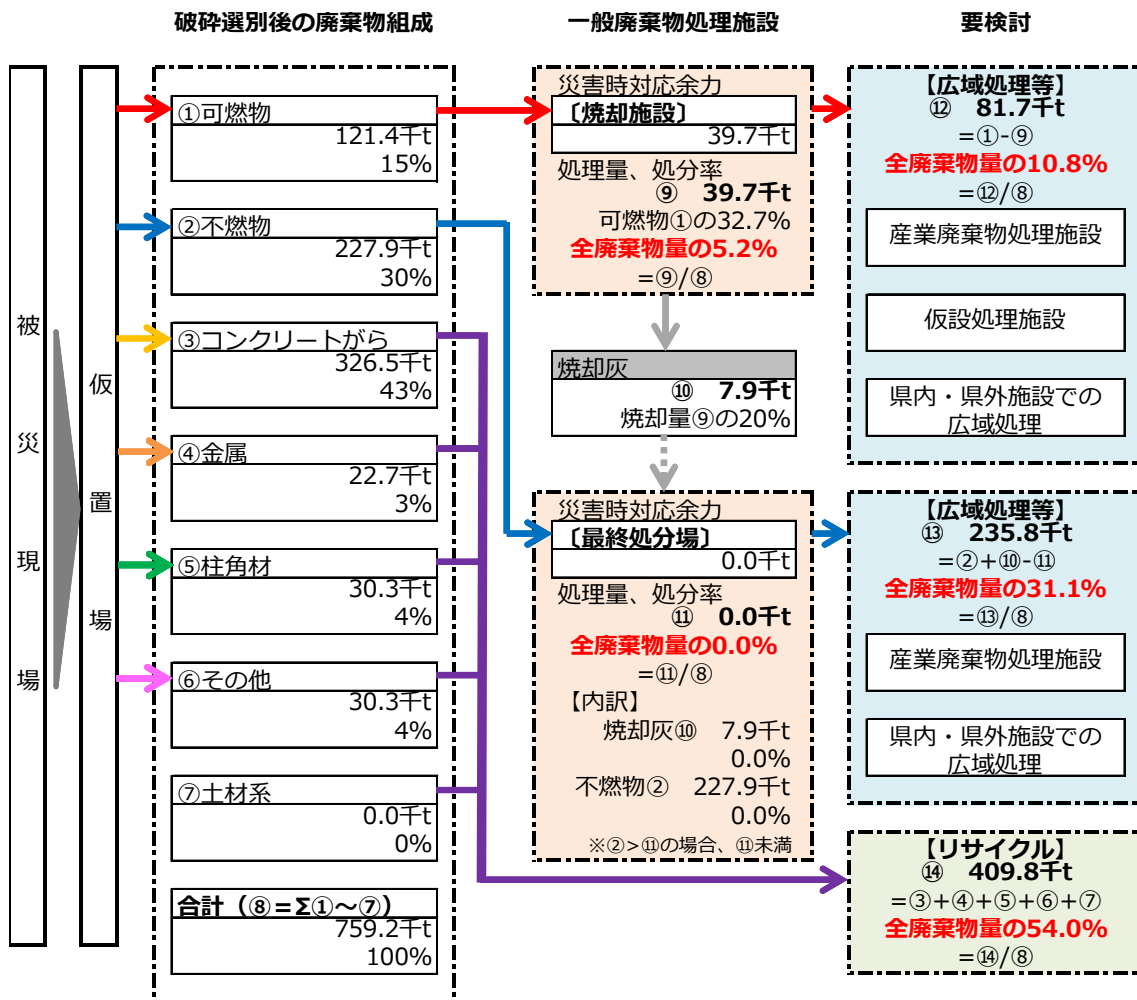 破砕選別後の廃棄物組成
一般廃棄物処理施設
要検討
被災現場
仮置場
①可燃物
121.4千t
15%
②不燃物
227.9千t
30%
③コンクリートがら
326.5千t
43%
④金属
22.7千t
3%
⑤柱角材
30.3千t
4%
⑥その他
30.3千t
4%
⑦土材系
0.0千t
0%
合計（⑧＝Σ①～⑦）
759.2千t
100%
災害時対応余力
〔焼却施設〕
39.7千t
処理量、処分率
⑨ 39.7千t
可燃物①の32.7%
全廃棄物量の5.2%
=⑨/⑧
焼却灰
⑩ 7.9千t
焼却量⑨の20%
災害時対応余力
〔最終処分場〕
0.0千t
処理量、処分率
⑪ 0.0千t
全廃棄物量の0.0%
=⑪/⑧
【内訳】
焼却灰⑩ 7.9千t
0.0%
不燃物② 227.9千t
0.0%
※②>⑪の場合、⑪未満
【広域処理等】
⑫ 81.7千t
=①-⑨
全廃棄物量の10.8%
=⑫/⑧
産業廃棄物処理施設
仮設処理施設
県内・県外施設での
広域処理
【広域処理等】
⑬ 235.8千t
=②+⑩-⑪
全廃棄物量の31.1%
=⑬/⑧
産業廃棄物処理施設
県内・県外施設での
広域処理
【リサイクル】
⑭ 409.8千t
=③+④+⑤+⑥+⑦
全廃棄物量の54.0%
=⑭/⑧